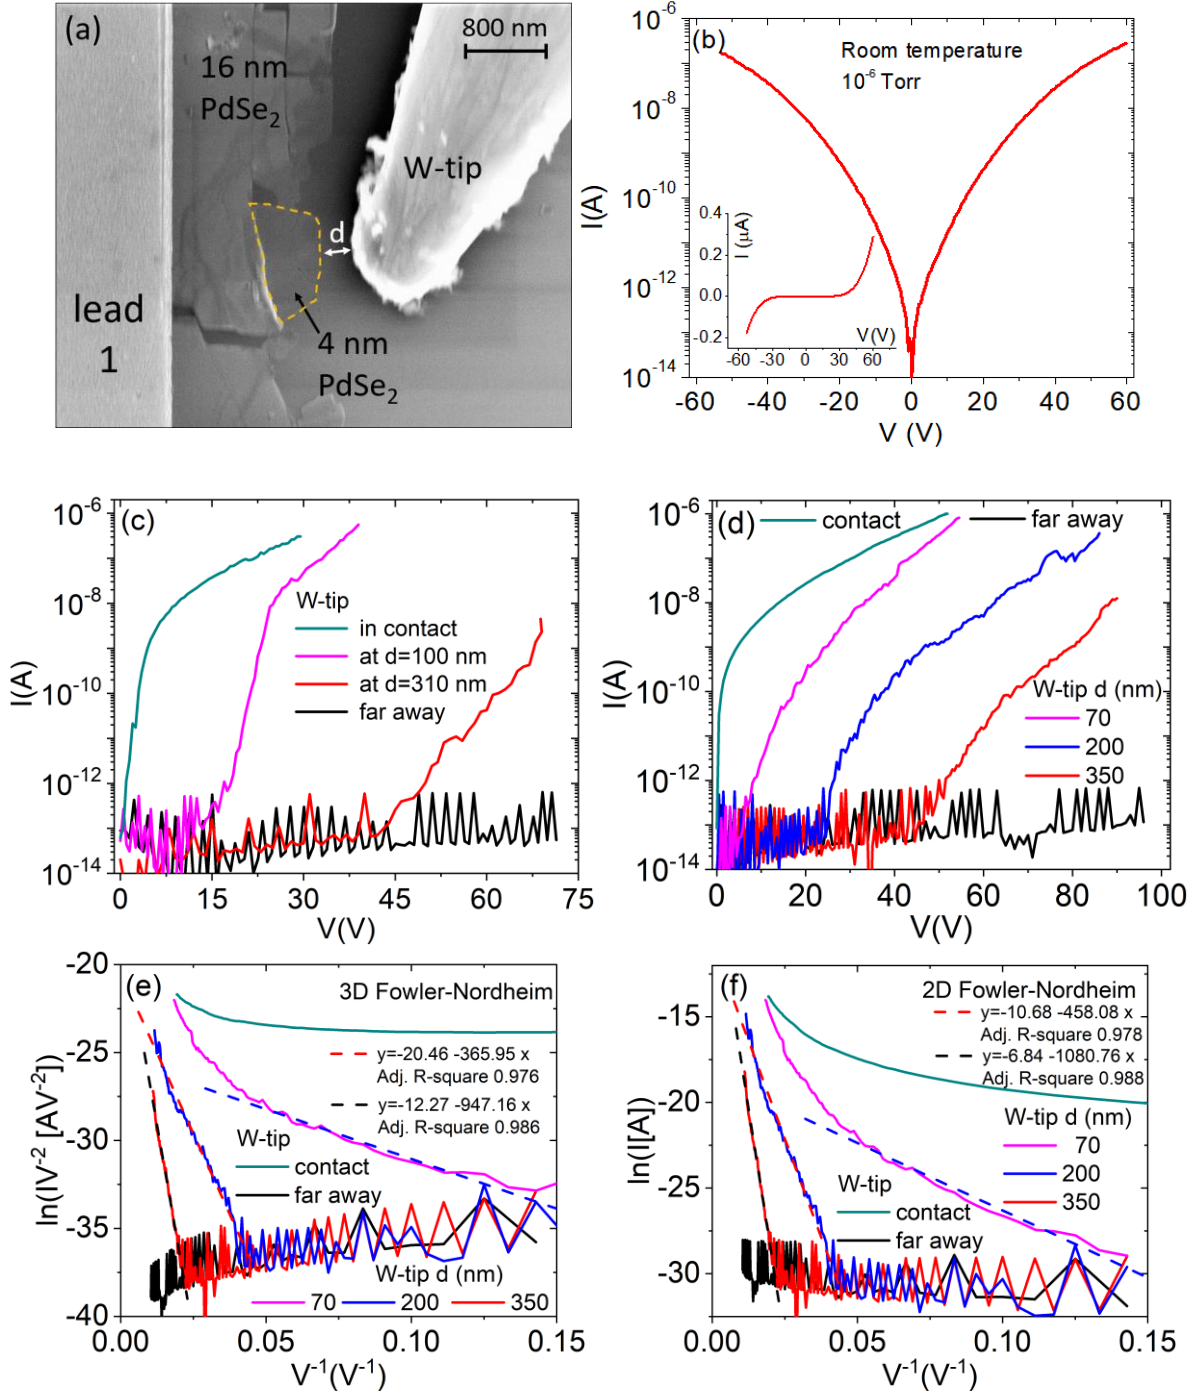 (a)
800 nm
16 nm
PdSe2
W-tip
d
lead
1
4 nm
PdSe2
(b)
Room temperature
10-6 Torr
10-6
10-8
10-10
10-12
10-14
I(A)
0.4
0.2
0.0
-0.2
I (μA)
V(V)
-60 -30 0 30 60
-60 -40 -20 0 20 40 60
V (V)
(c)
10-6
10-8
10-10
10-12
10-14
I(A)
W-tip
in contact
at d=100 nm
at d=310 nm
far away
0 15 30 45 60 75
V(V)
(d)
contact
far away
10-6
10-8
10-10
10-12
10-14
I(A)
W-tip d (nm)
70
200
350
0 20 40 60 80 100
V(V)
(e)
3D Fowler-Nordheim
y=-20.46 -365.95 x
Adj. R-square 0.976
y=-12.27 -947.16 x
Adj. R-square 0.986
W-tip
contact
far away
W-tip d (nm)
70 200 350
-20
-25
-30
-35
-40
ln(IV-2 [AV-2])
0.00 0.05 0.10 0.15
V-1(V-1)
(f)
2D Fowler-Nordheim
y=-10.68 -458.08 x
Adj. R-square 0.978
y=-6.84 -1080.76 x
Adj. R-square 0.988
W-tip d (nm)
70
200
350
W-tip
contact
far away
-15
-20
-25
-30
ln(I[A])
0.00 0.05 0.10 0.15
V-1(V-1)